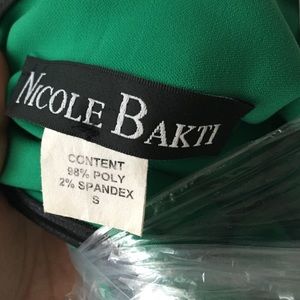 NICOLE BAKTI
CONTENT
98% POLY
2% SPANDEX
S